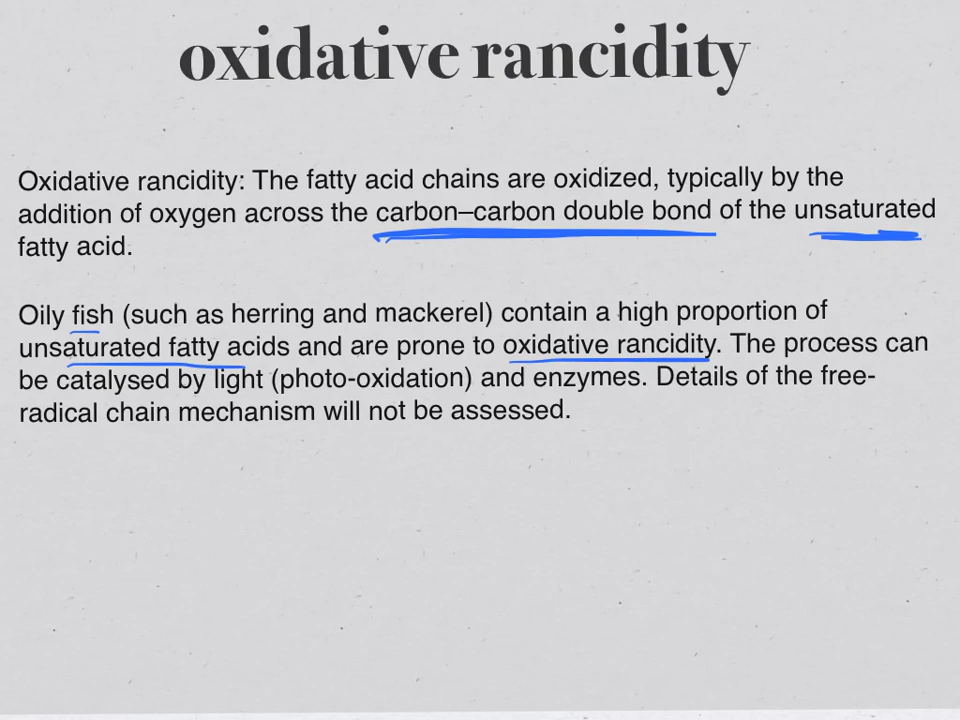 oxidative rancidity
Oxidative rancidity: The fatty acid chains are oxidized, typically by the
addition of oxygen across the carbon–carbon double bond of the unsaturated
fatty acid.
Oily fish (such as herring and mackerel) contain a high proportion of
unsaturated fatty acids and are prone to oxidative rancidity. The process can
be catalysed by light (photo-oxidation) and enzymes. Details of the free-
radical chain mechanism will not be assessed.